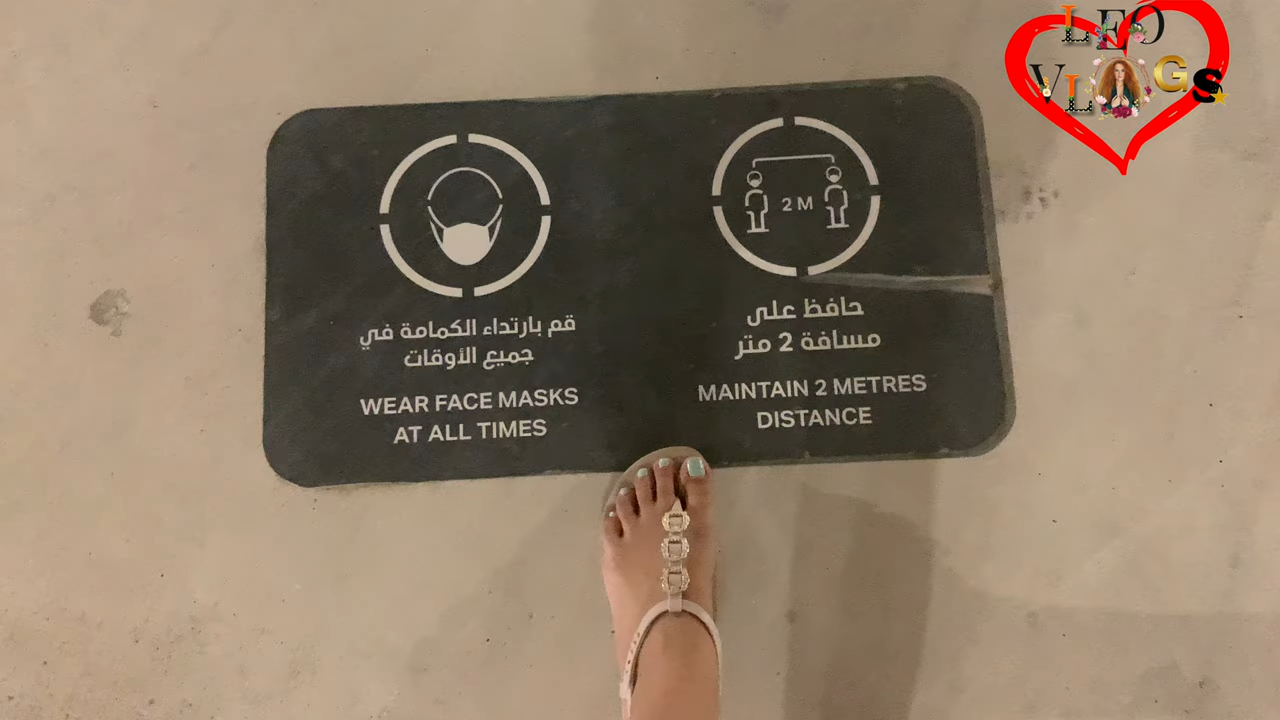 LEO
VLOGS
2 M
قم بارتداء الكمامة في
جميع الأوقات
WEAR FACE MASKS
AT ALL TIMES
حافظ على
مسافة 2 متر
MAINTAIN 2 METRES
DISTANCE